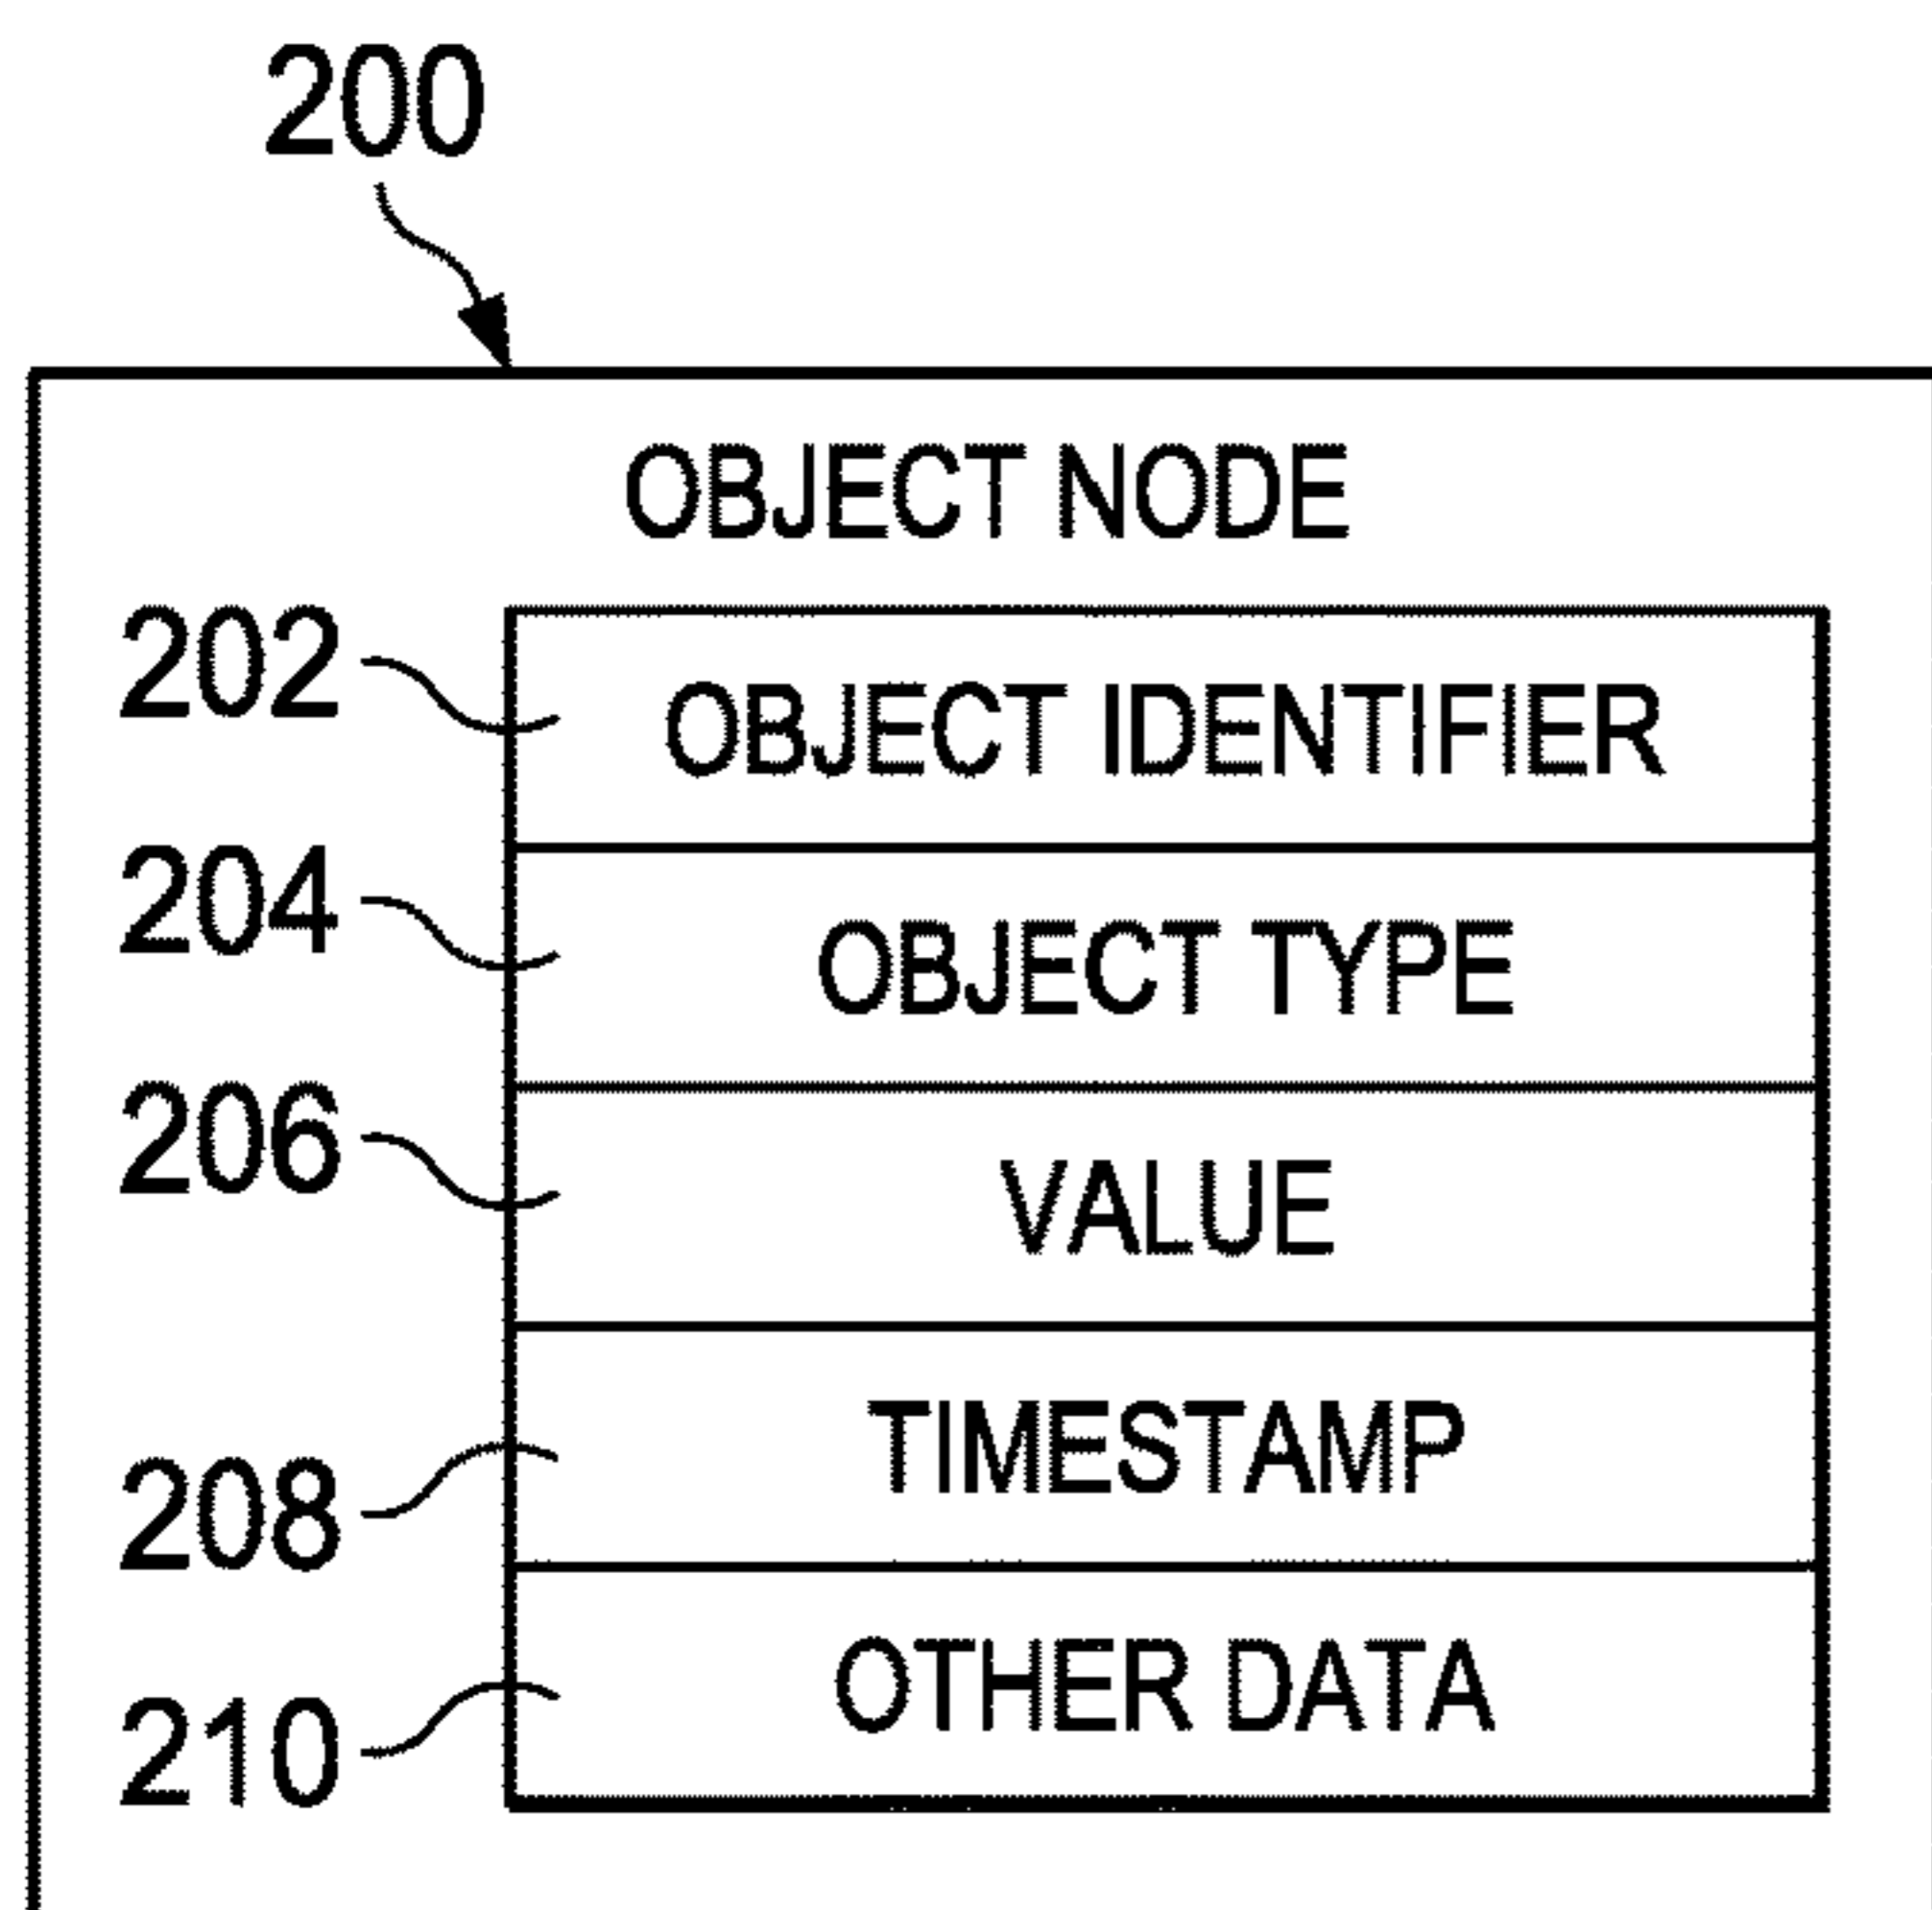 200
OBJECT NODE
202 OBJECT IDENTIFIER
204 OBJECT TYPE
206 VALUE
208 TIMESTAMP
210 OTHER DATA